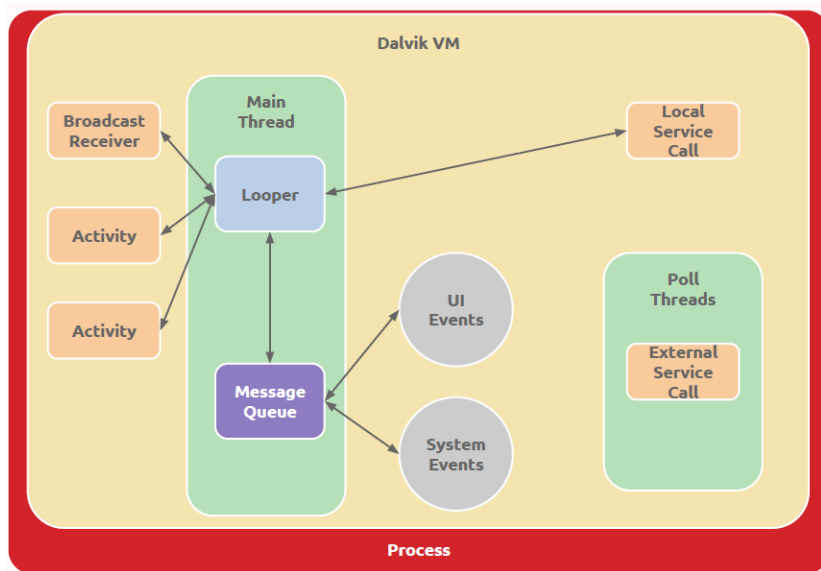 Dalvik VM
Main
Thread
Broadcast
Receiver
Looper
Local
Service
Call
Activity
Activity
UI
Events
Poll
Threads
External
Service
Call
Message
Queue
System
Events
Process